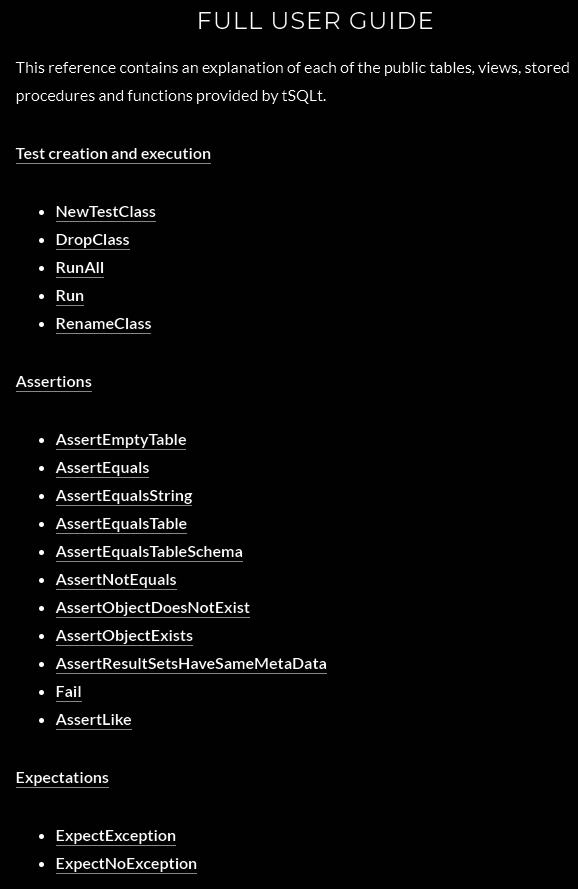 FULL USER GUIDE
This reference contains an explanation of each of the public tables, views, stored
procedures and functions provided by tSQLt.
Test creation and execution
NewTestClass
DropClass
RunAll
Run
RenameClass
Assertions
AssertEmptyTable
AssertEquals
AssertEqualsString
AssertEqualsTable
AssertEqualsTableSchema
AssertNotEquals
AssertObjectDoesNotExist
AssertObjectExists
AssertResultSetsHaveSameMetaData
Fail
AssertLike
Expectations
ExpectException
ExpectNoException